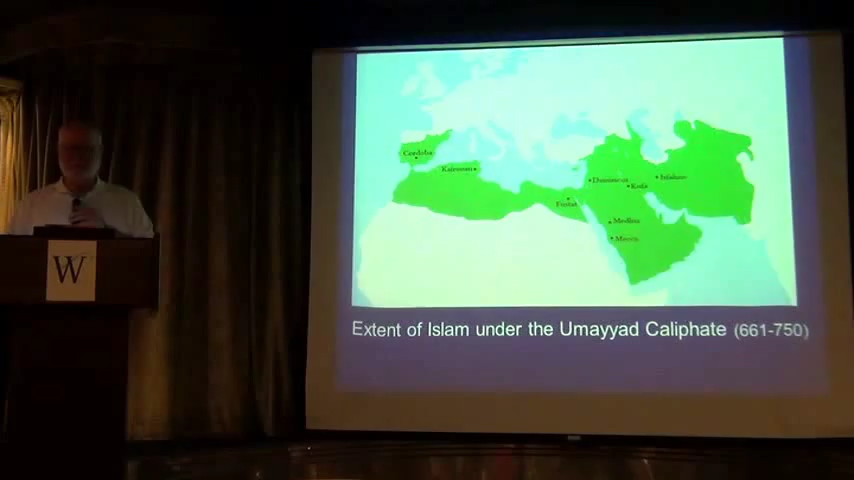 W
Cordoba
Kairouan
Damascus
Kufa
Isfahan
Fustat
Medina
Mecca
Extent of Islam under the Umayyad Caliphate (661-750)